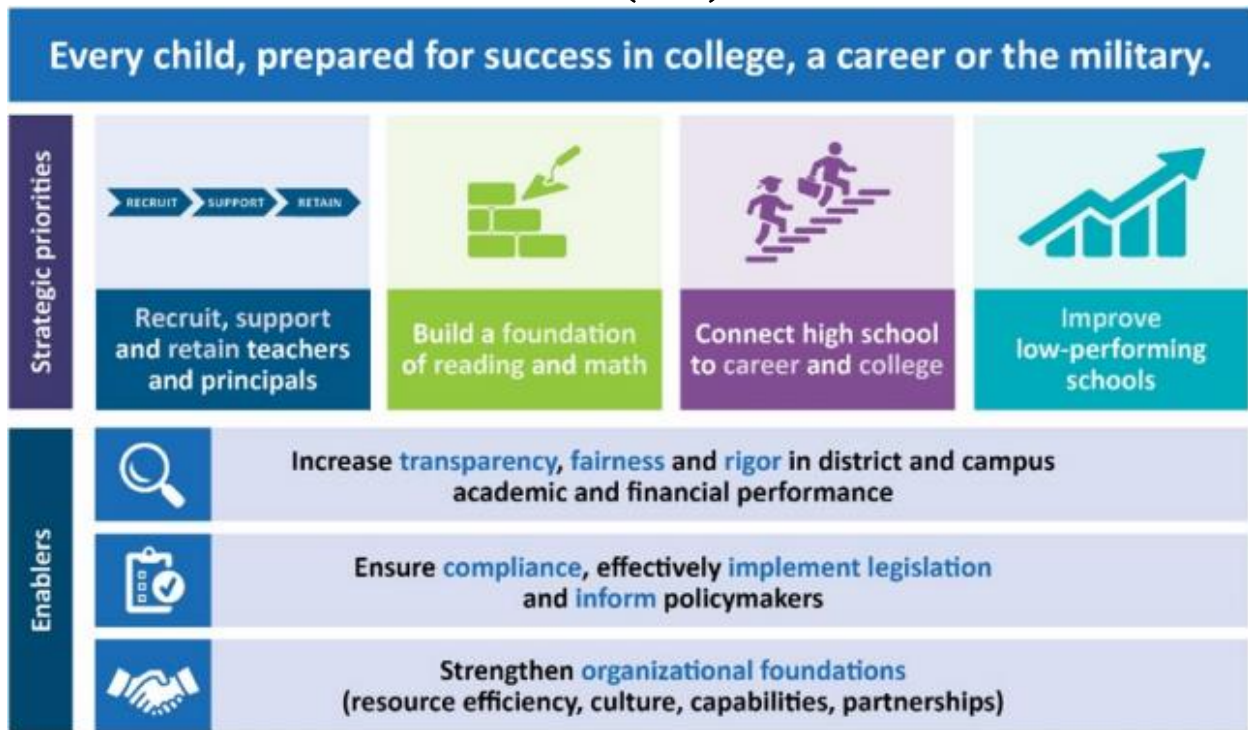 Every child, prepared for success in college, a career or the military.
Strategic priorities
RECRUIT SUPPORT RETAIN
Recruit, support
and retain teachers
and principals
Build a foundation
of reading and math
Connect high school
to career and college
Improve
low-performing
schools
Enablers
Increase transparency, fairness and rigor in district and campus
academic and financial performance
Ensure compliance, effectively implement legislation
and inform policymakers
Strengthen organizational foundations
(resource efficiency, culture, capabilities, partnerships)